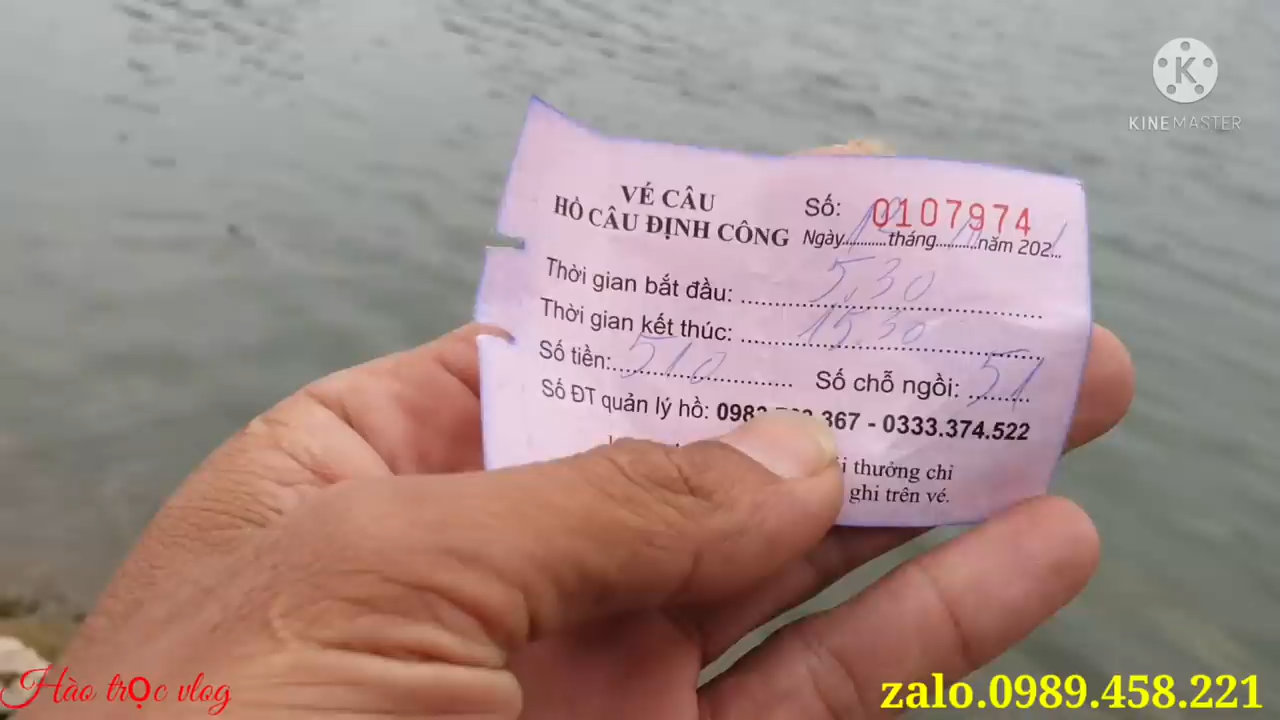 KINEMASTER
VÉ CÂU
HỒ CÂU ĐỊNH CÔNG
Số: 0107974
Ngày...........tháng...........năm 202...
Thời gian bắt đầu: 5,30
Thời gian kết thúc: 15.30
Số tiền: 510
Số chỗ ngồi: 51
Số ĐT quản lý hồ: 367 - 0333.374.522
thưởng chi
ghi trên vé.
Hào trọc vlog
zalo.0989.458.221